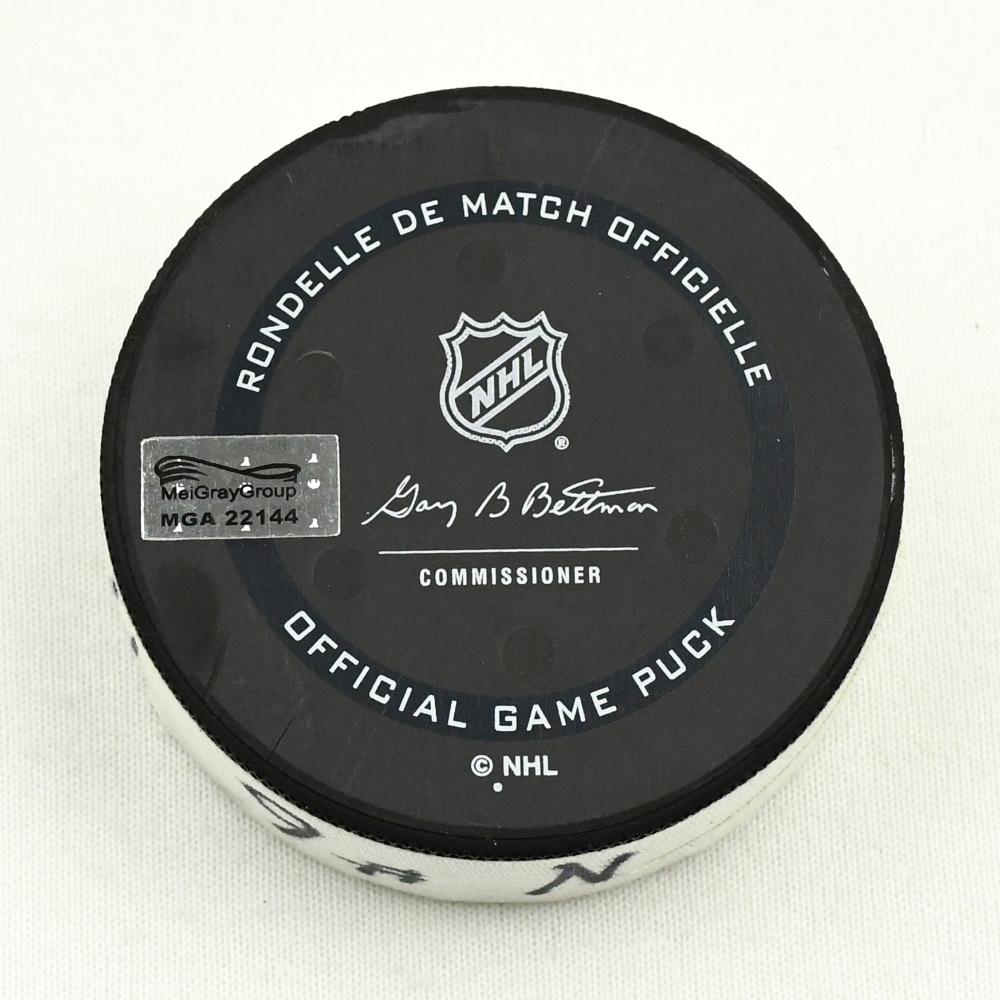 RONDELLE DE MATCH OFFICIELLE
NHL
®
MeiGrayGroup
MGA 22144
Gary B Bettman
COMMISSIONER
OFFICIAL GAME PUCK
© NHL